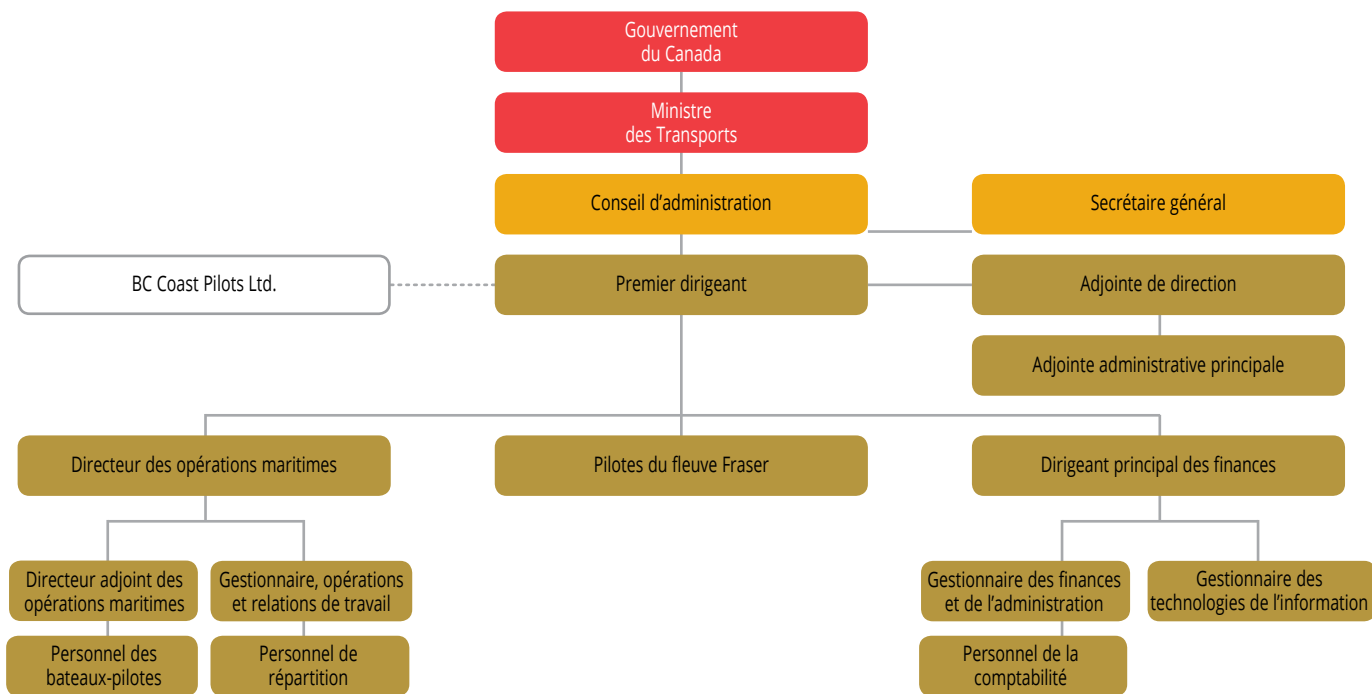 Gouvernement
du Canada
Ministre
des Transports
Conseil d’administration
Secrétaire général
BC Coast Pilots Ltd.
Premier dirigeant
Adjointe de direction
Adjointe administrative principale
Directeur des opérations maritimes
Pilotes du fleuve Fraser
Dirigeant principal des finances
Directeur adjoint des
opérations maritimes
Gestionnaire, opérations
et relations de travail
Gestionnaire des finances
et de l’administration
Gestionnaire des
technologies de l’information
Personnel des
bateaux-pilotes
Personnel de
répartition
Personnel de la
comptabilité